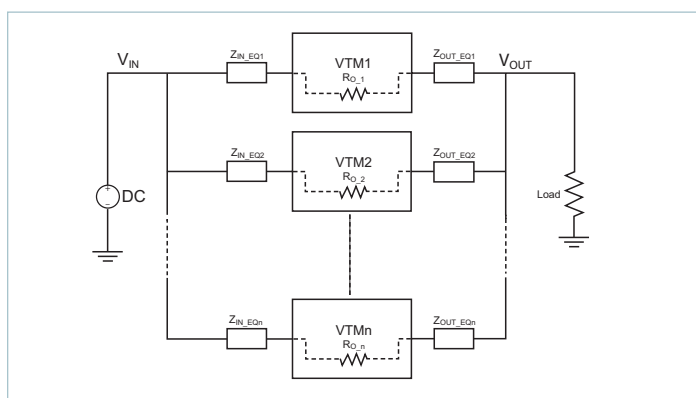 V_IN Z_IN_EQ1 VTM1 Z_OUT_EQ1 V_OUT
R_O_1
Z_IN_EQ2 VTM2 Z_OUT_EQ2
R_O_2
+
DC
–
Load
Z_IN_EQn VTMn Z_OUT_EQn
R_O_n